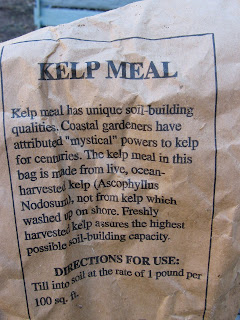 KELP MEAL
Kelp meal has unique soil-building
qualities. Coastal gardeners have
attributed "mystical" powers to kelp
for centuries. The kelp meal in this
bag is made from live, ocean-
harvested kelp (Ascophyllus
Nodosum), not from kelp which
washed up on shore. Freshly
harvested kelp assures the highest
possible soil-building capacity.
DIRECTIONS FOR USE:
Till into soil at the rate of 1 pound per
100 sq. ft.